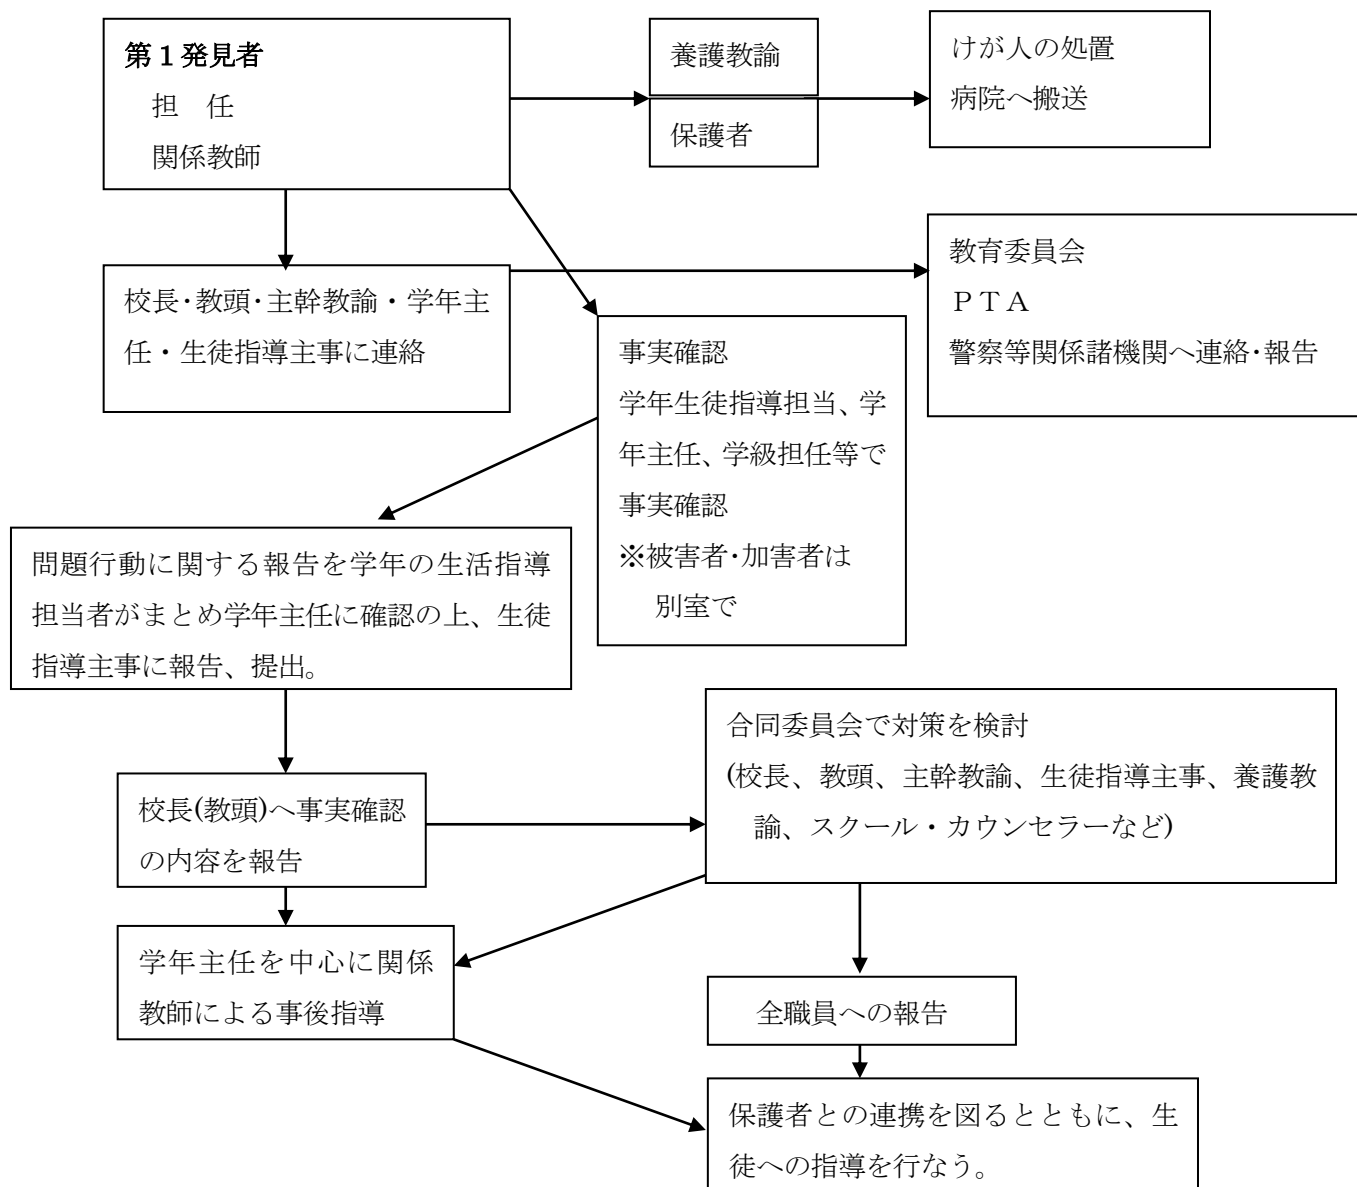 第1発見者
担　任
関係教師
養護教諭
保護者
けが人の処置
病院へ搬送
校長・教頭・主幹教諭・学年主
任・生徒指導主事に連絡
教育委員会
ＰＴＡ
警察等関係諸機関へ連絡・報告
事実確認
学年生徒指導担当、学
年主任、学級担任等で
事実確認
※被害者・加害者は
別室で
問題行動に関する報告を学年の生活指導
担当者がまとめ学年主任に確認の上、生徒
指導主事に報告、提出。
合同委員会で対策を検討
(校長、教頭、主幹教諭、生徒指導主事、養護教
諭、スクール・カウンセラーなど)
校長(教頭)へ事実確認
の内容を報告
学年主任を中心に関係
教師による事後指導
全職員への報告
保護者との連携を図るとともに、生
徒への指導を行なう。